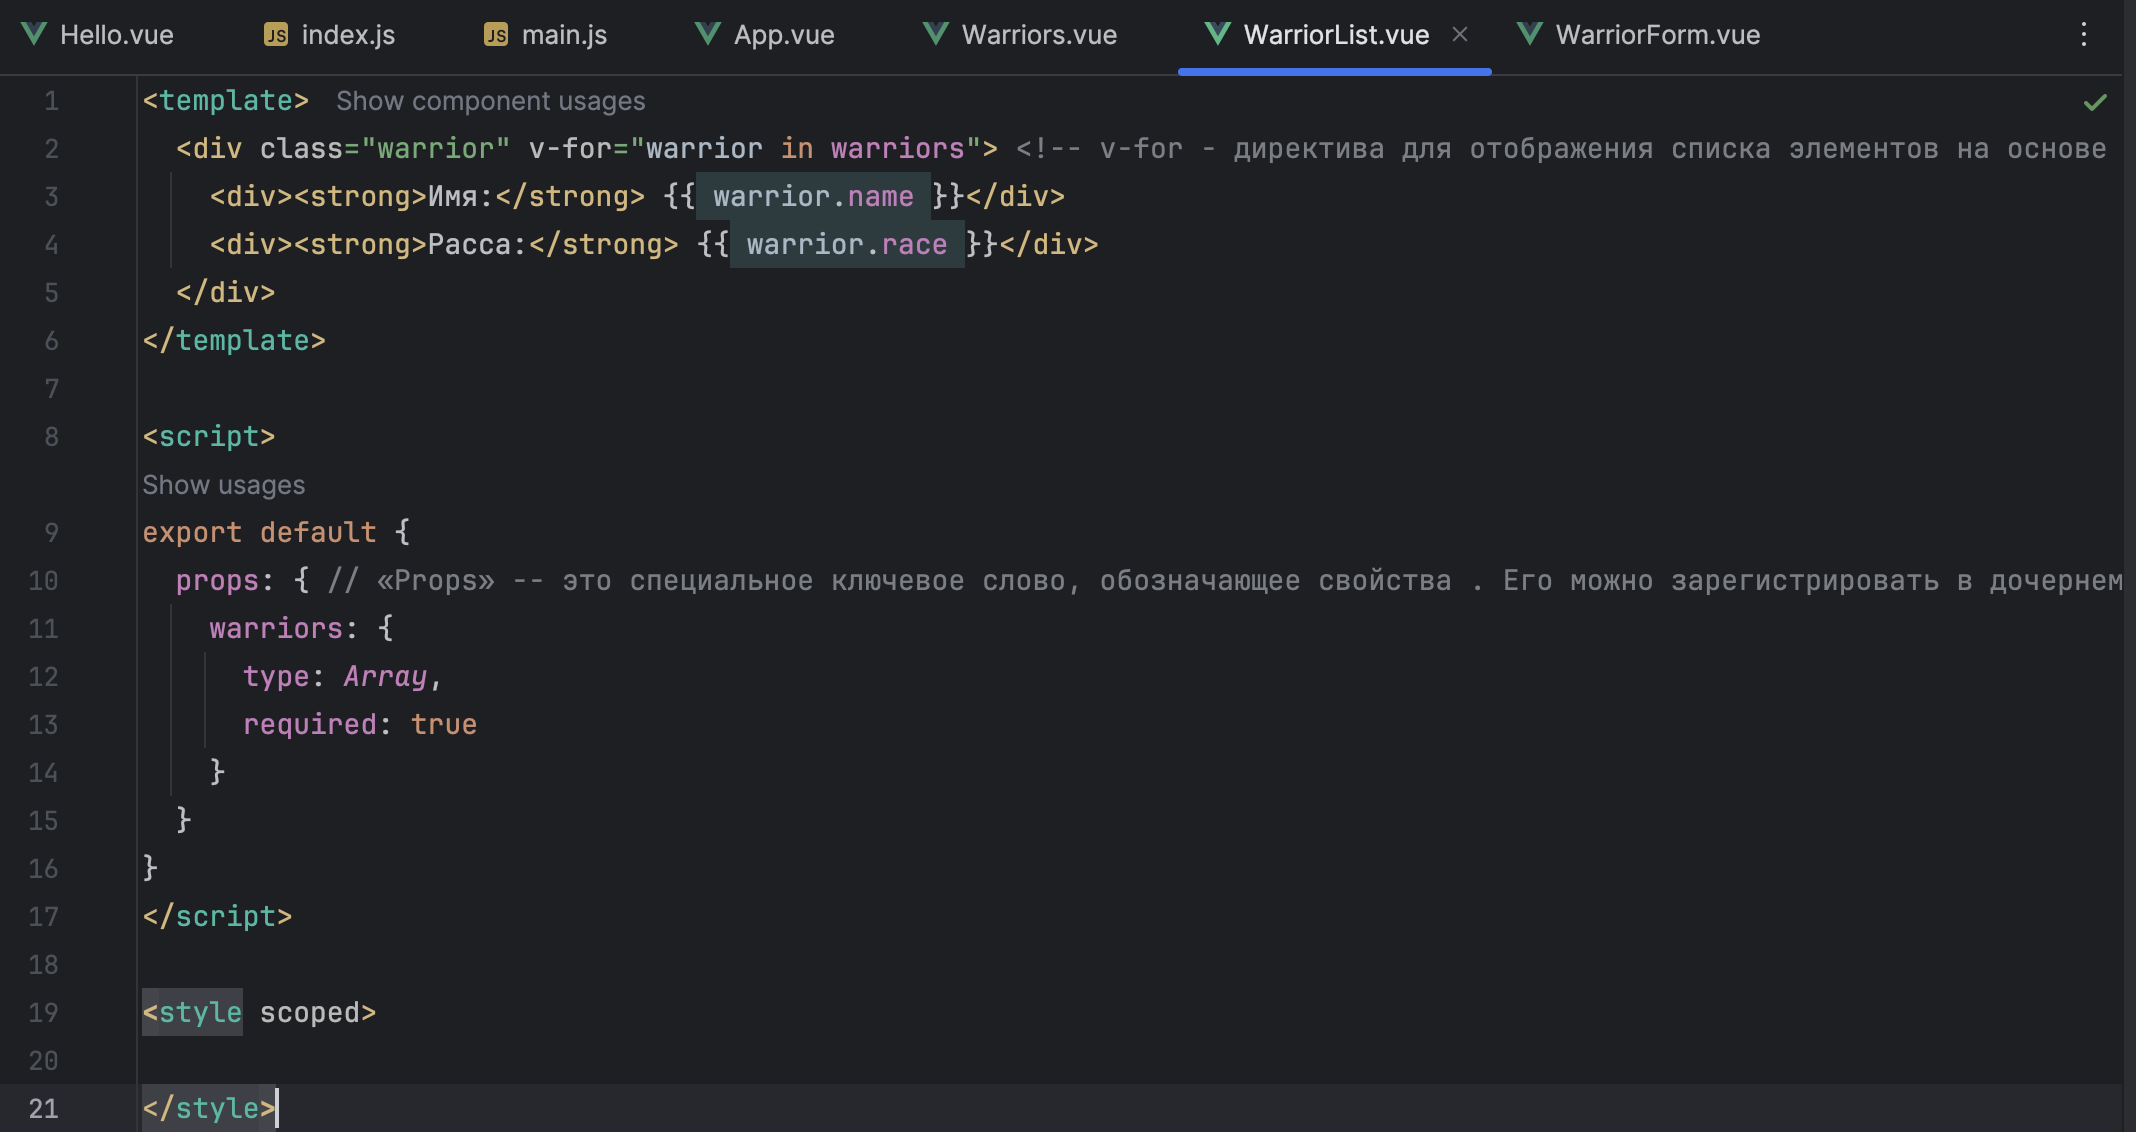 Hello.vue index.js main.js App.vue Warriors.vue WarriorList.vue WarriorForm.vue
1 <template> Show component usages
2 <div class="warrior" v-for="warrior in warriors"> <!-- v-for - директива для отображения списка элементов на основе
3 <div><strong>Имя:</strong> {{ warrior.name }}</div>
4 <div><strong>Расса:</strong> {{ warrior.race }}</div>
5 </div>
6 </template>
7
8 <script>
Show usages
9 export default {
10 props: { // «Props» -- это специальное ключевое слово, обозначающее свойства . Его можно зарегистрировать в дочернем
11 warriors: {
12 type: Array,
13 required: true
14 }
15 }
16 }
17 </script>
18
19 <style scoped>
20
21 </style>